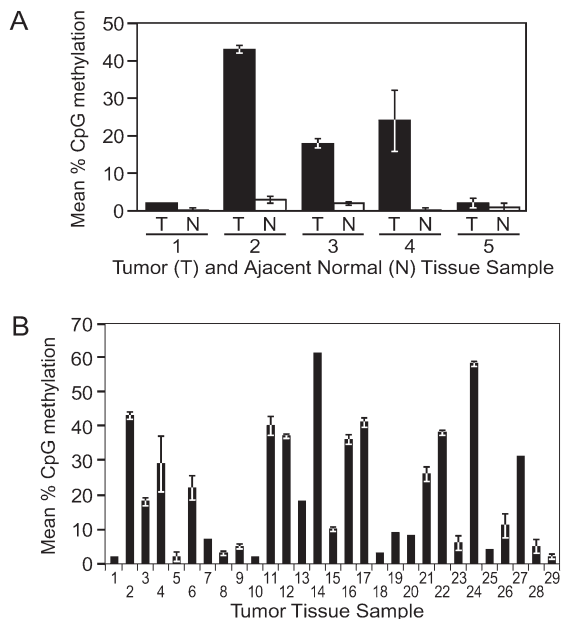 A
Mean % CpG methylation
50
40
30
20
10
0
T N T N T N T N T N
1 2 3 4 5
Tumor (T) and Ajacent Normal (N) Tissue Sample
B
Mean % CpG methylation
70
60
50
40
30
20
10
0
1 3 5 7 9 11 13 15 17 19 21 23 25 27 29
2 4 6 8 10 12 14 16 18 20 22 24 26 28
Tumor Tissue Sample